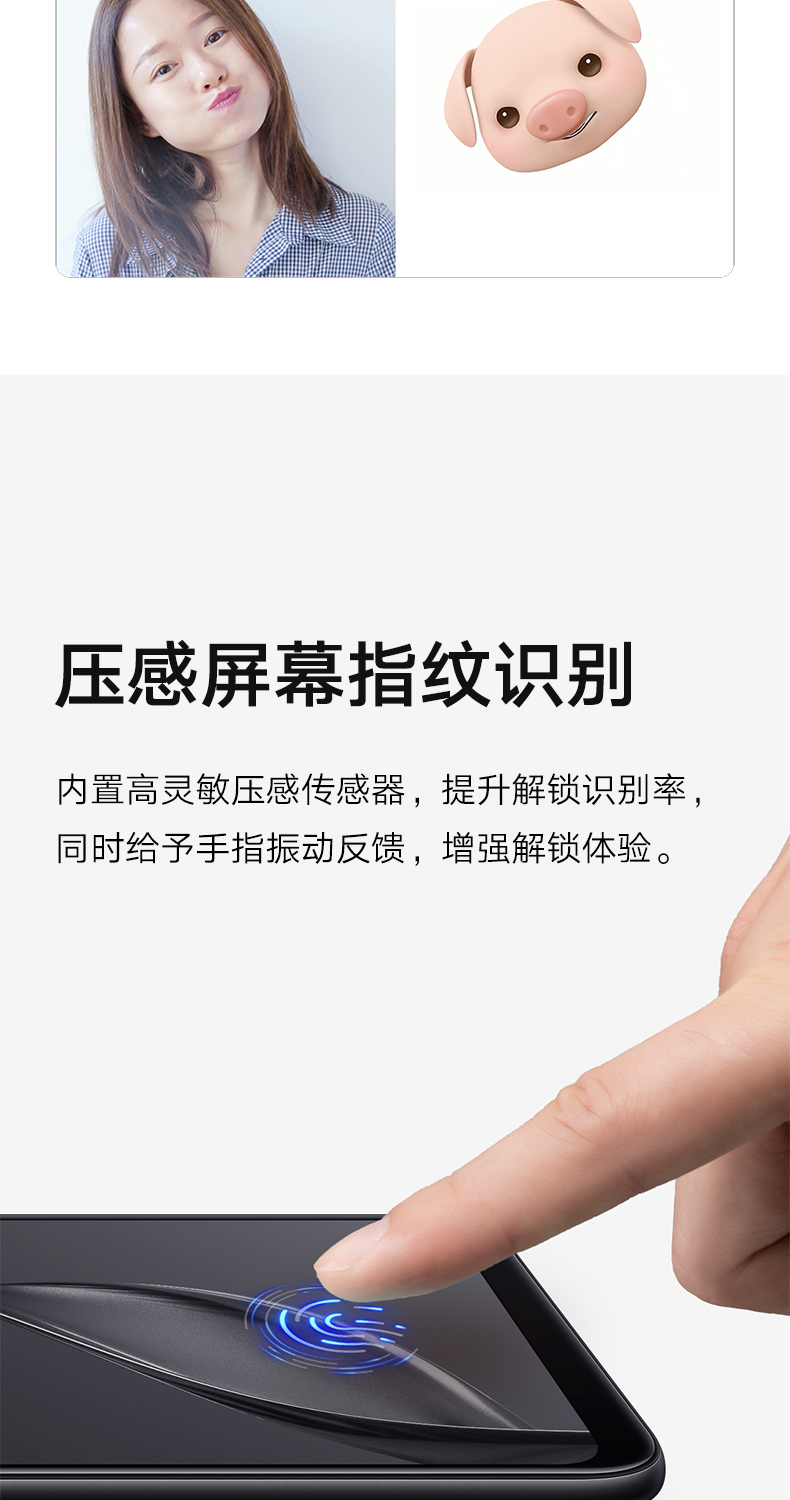 压感屏幕指纹识别
内置高灵敏压感传感器，提升解锁识别率，
同时给予手指振动反馈，增强解锁体验。